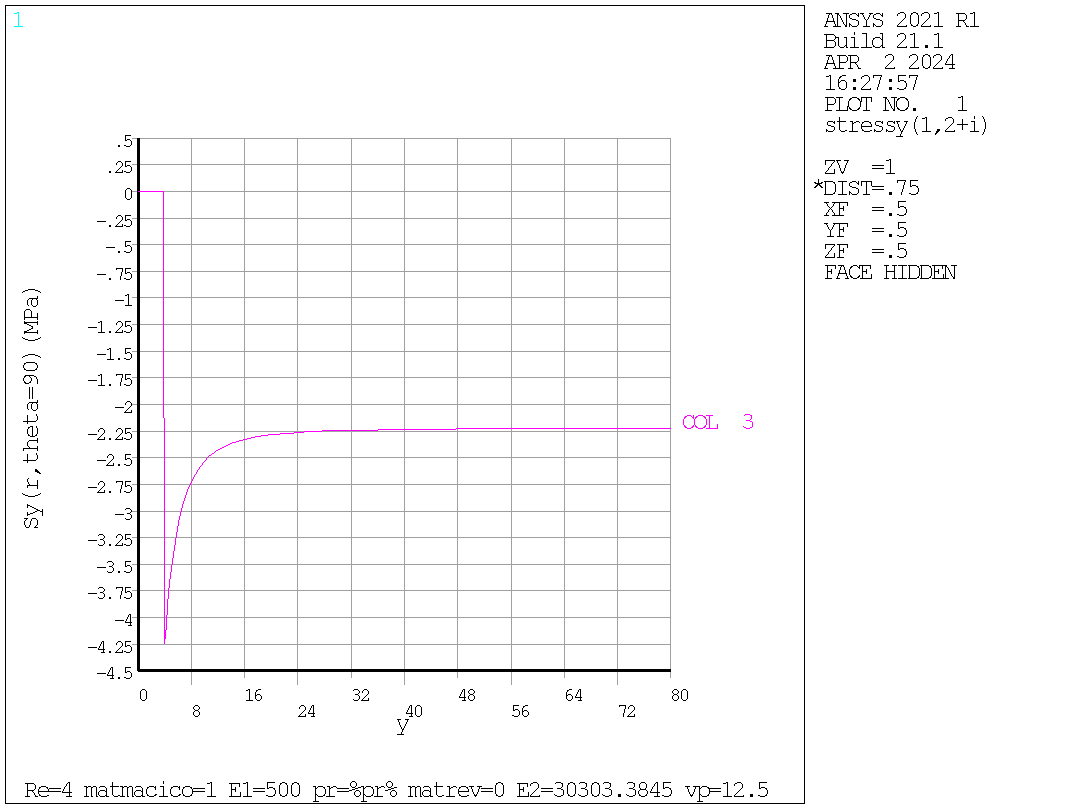 1
ANSYS 2021 R1
Build 21.1
APR  2 2024
16:27:57
PLOT NO.   1
stressy(1,2+i)
ZV  =1
*DIST=.75
XF  =.5
YF  =.5
ZF  =.5
FACE HIDDEN
.5
.25
0
-.25
-.5
-.75
-1
-1.25
-1.5
-1.75
-2
-2.25
-2.5
-2.75
-3
-3.25
-3.5
-3.75
-4
-4.25
-4.5
Sy(r,theta=90)(MPa)
COL  3
0 16 32 48 64 80
8 24 40 56 72
y
Re=4 matmacico=1 E1=500 pr=%pr% matrev=0 E2=30303.3845 vp=12.5